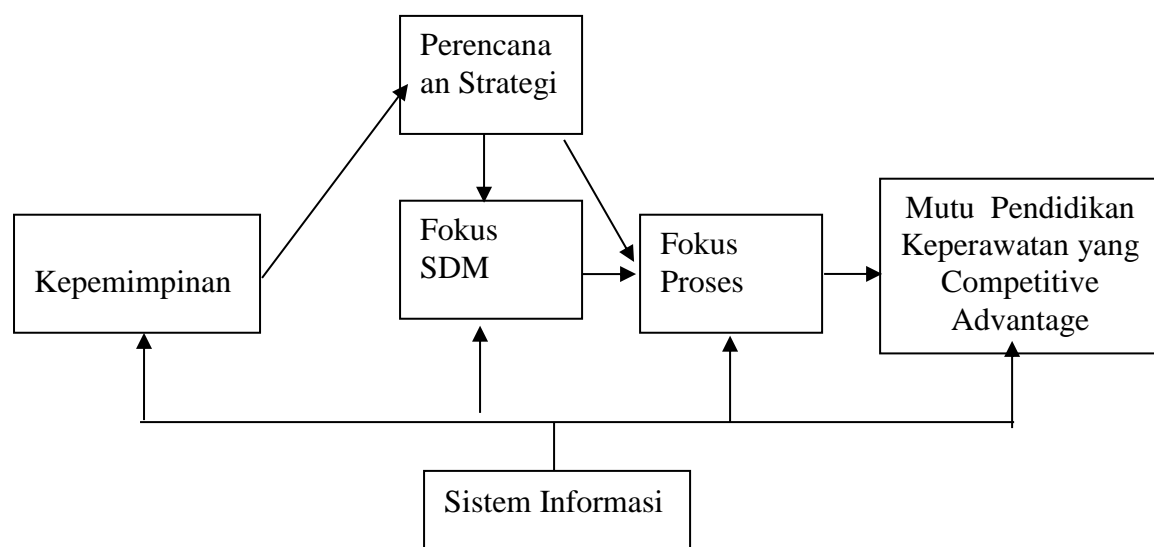 Perencana
an Strategi
Kepemimpinan
Fokus
SDM
Fokus
Proses
Mutu  Pendidikan
Keperawatan yang
Competitive
Advantage
Sistem Informasi